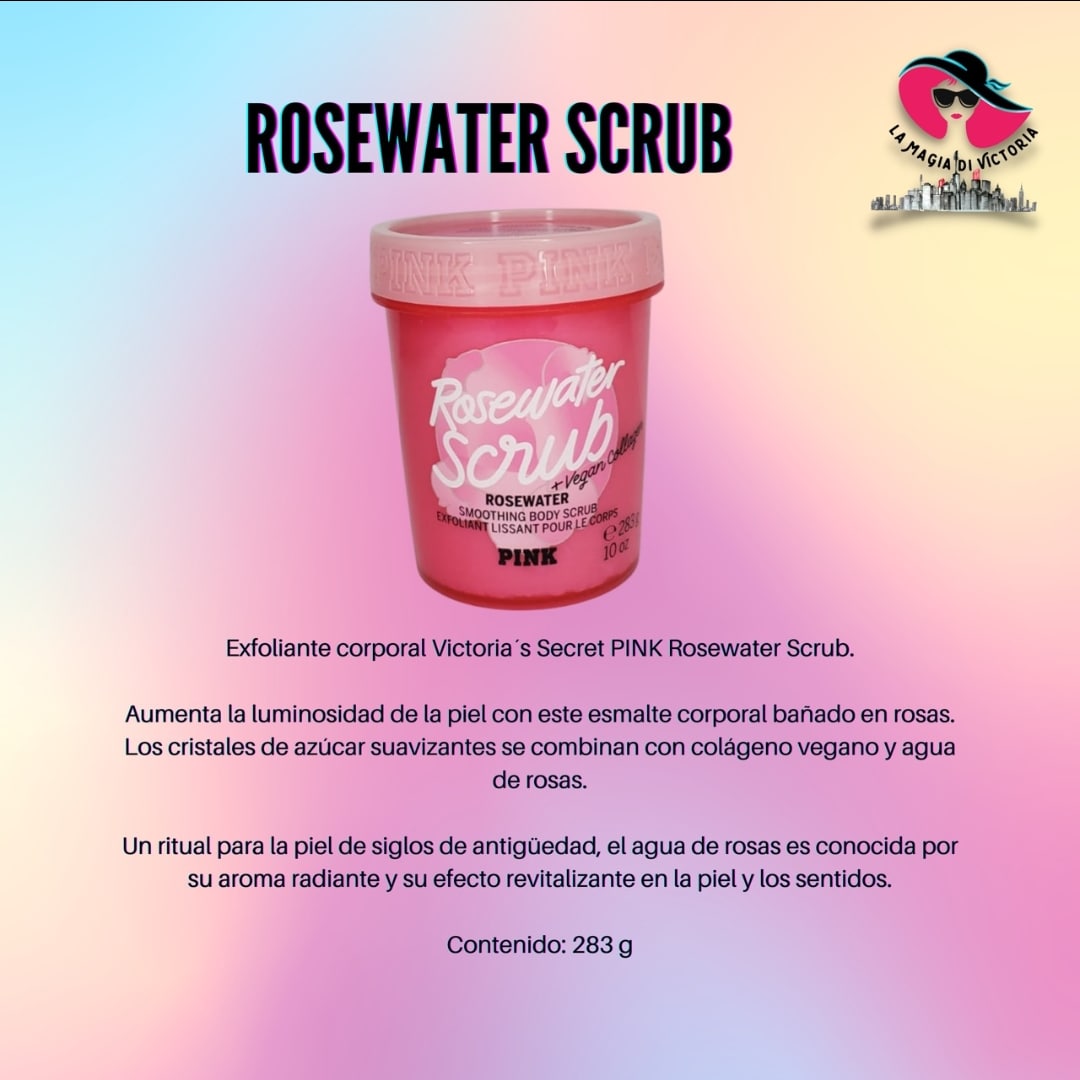 ROSEWATER SCRUB
LA MAGIA DI VICTORIA
PINK PINK
Rosewater
Scrub
+ Vegan Collagen
ROSEWATER
SMOOTHING BODY SCRUB
EXFOLIANT LISSANT POUR LE CORPS
PINK
e 283 g
10 oz
Exfoliante corporal Victoria´s Secret PINK Rosewater Scrub.
Aumenta la luminosidad de la piel con este esmalte corporal bañado en rosas.
Los cristales de azúcar suavizantes se combinan con colágeno vegano y agua
de rosas.
Un ritual para la piel de siglos de antigüedad, el agua de rosas es conocida por
su aroma radiante y su efecto revitalizante en la piel y los sentidos.
Contenido: 283 g